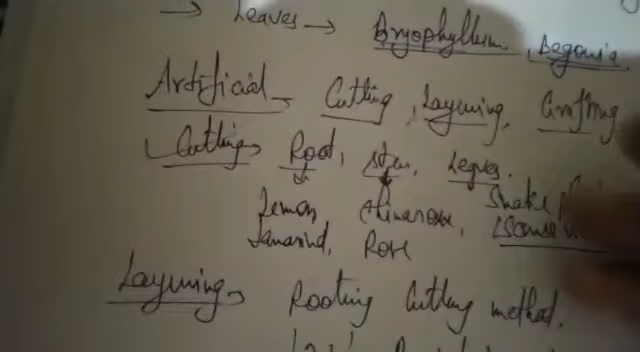 → Leaves → Bryophyllum, Begonia
Artificial → Cutting, Layering, Grafting
Cutting → Root, stem, Leaves.
Lemon, Chinarose, Snake
Tamarind, Rose
Layering → Rooting Cutting method.